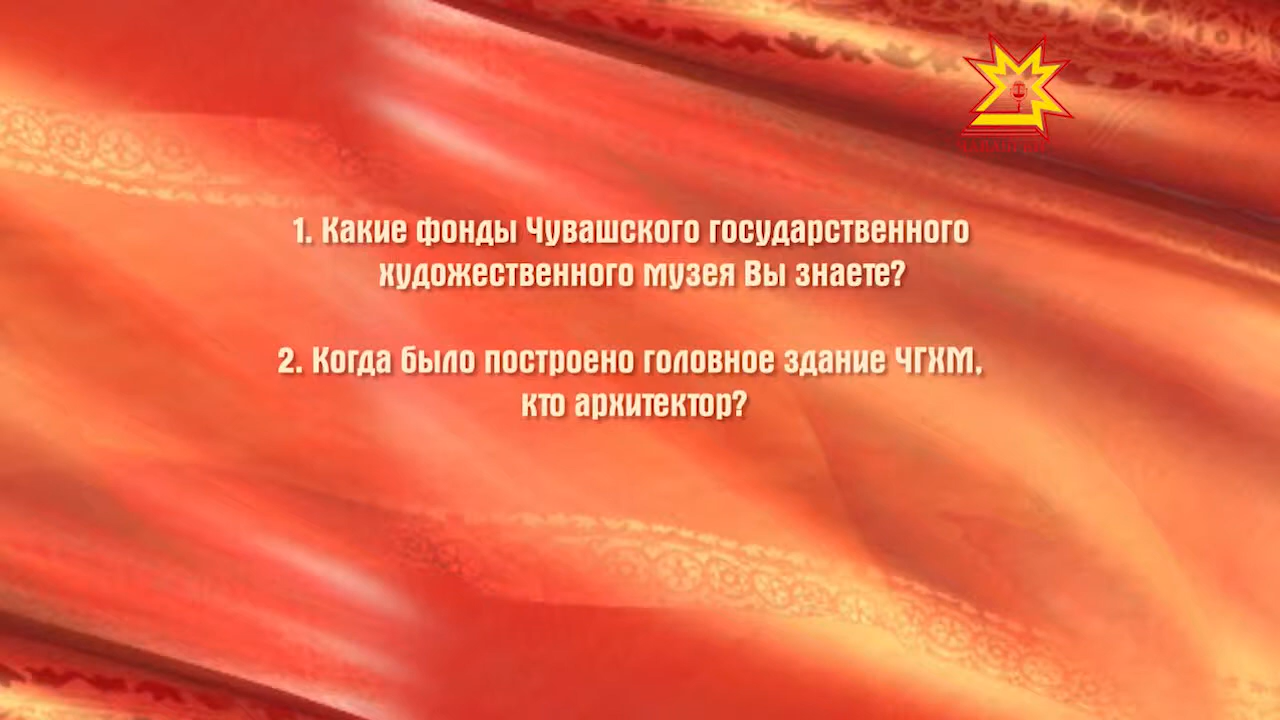 1. Какие фонды Чувашского государственного
художественного музея Вы знаете?
2. Когда было построено головное здание ЧГХМ,
кто архитектор?